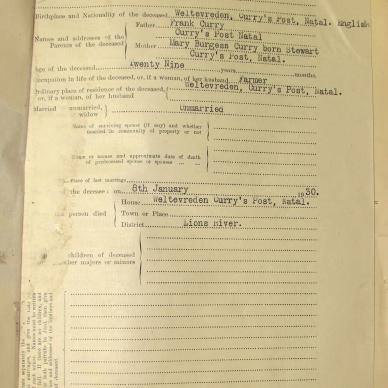 Birthplace and Nationality of the deceased, Weltevreden, Curry's Post, Natal. English
Names and addresses of the Parents of the deceased
Father Frank Curry
Curry's Post Natal
Mother Mary Burgess Curry born Stewart
Curry's Post, Natal.
Age of the deceased, Twenty Nine years, months,
Occupation in life of the deceased, or, if a woman, of her husband Farmer
Ordinary place of residence of the deceased, or, if a woman, of her husband Weltevreden, Curry's Post, Natal.
Married unmarried, widow Unmarried
Name of surviving spouse (if any) and whether married in community of property or not
Name or names and approximate date of death of predeceased spouse or spouses
Place of last marriage
the decease: on 8th January 1930.
person died
House Weltevreden Curry's Post, Natal.
Town or Place
District Lions River.
children of deceased
majors or minors